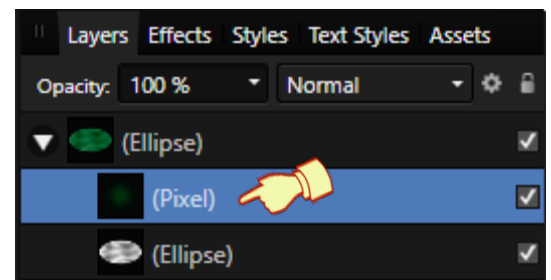 Layers Effects Styles Text Styles Assets
Opacity: 100 % Normal
(Ellipse)
(Pixel)
(Ellipse)